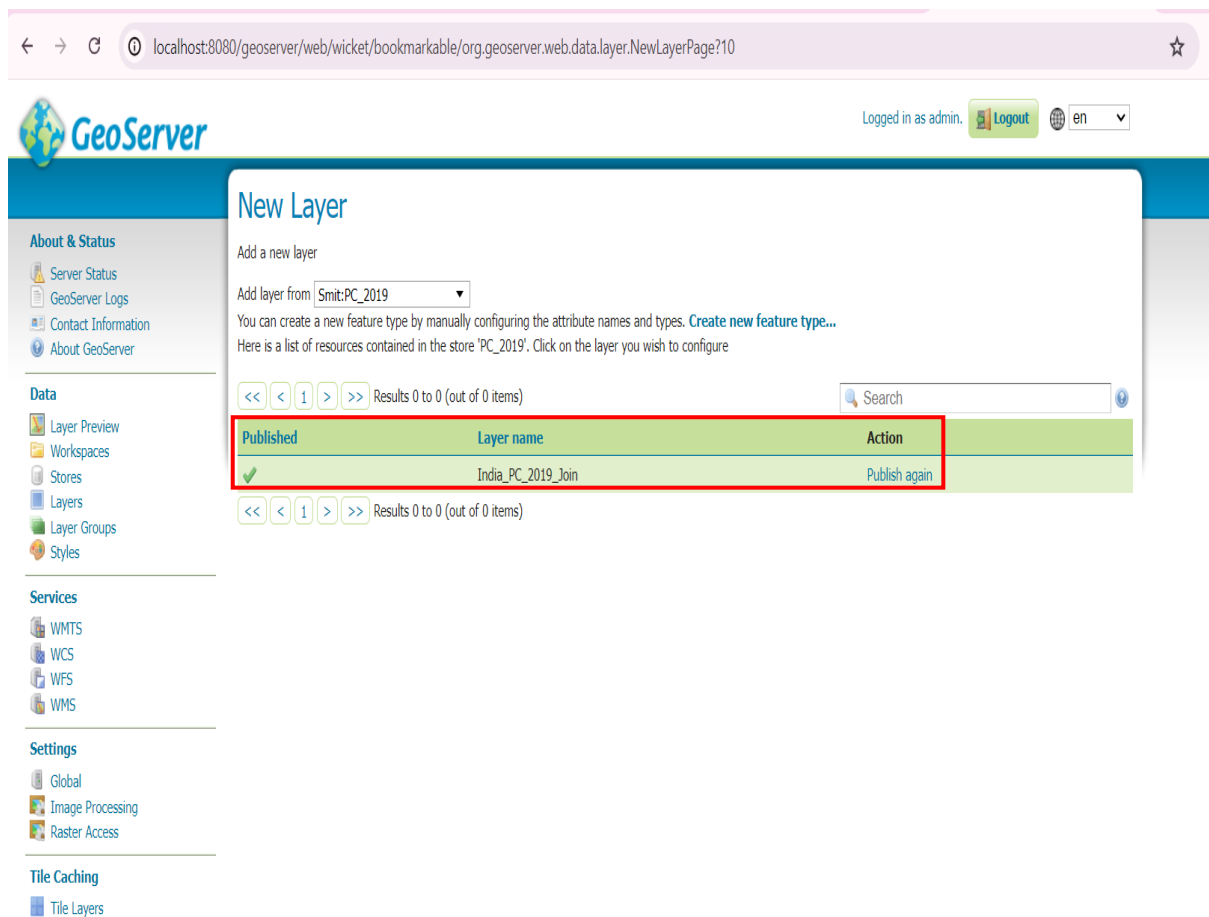 localhost:8080/geoserver/web/wicket/bookmarkable/org.geoserver.web.data.layer.NewLayerPage?10
GeoServer
Logged in as admin. Logout en
New Layer
Add a new layer
Add layer from Smit:PC_2019
You can create a new feature type by manually configuring the attribute names and types. Create new feature type...
Here is a list of resources contained in the store 'PC_2019'. Click on the layer you wish to configure
<< < 1 > >> Results 0 to 0 (out of 0 items) Search
Published Layer name Action
India_PC_2019_Join Publish again
<< < 1 > >> Results 0 to 0 (out of 0 items)
About & Status
Server Status
GeoServer Logs
Contact Information
About GeoServer
Data
Layer Preview
Workspaces
Stores
Layers
Layer Groups
Styles
Services
WMTS
WCS
WFS
WMS
Settings
Global
Image Processing
Raster Access
Tile Caching
Tile Layers